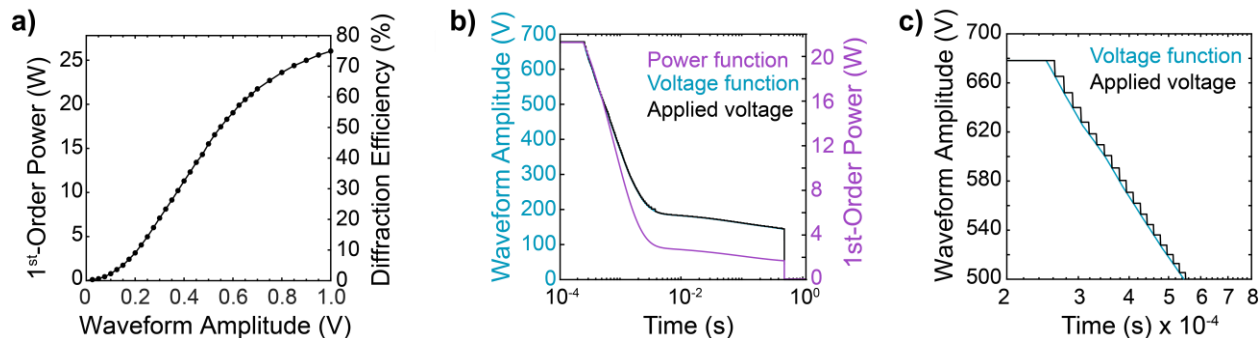 a)
1st-Order Power (W)
25
20
15
10
5
0
Diffraction Efficiency (%)
80
70
60
50
40
30
20
10
0
0 0.2 0.4 0.6 0.8 1.0
Waveform Amplitude (V)
b)
Waveform Amplitude (V)
700
600
500
400
300
200
100
0
Power function
Voltage function
Applied voltage
1st-Order Power (W)
20
16
12
8
4
0
10-4 10-2 100
Time (s)
c)
Waveform Amplitude (V)
700
660
620
580
540
500
Voltage function
Applied voltage
2 3 4 5 6 7 8
Time (s) x 10-4